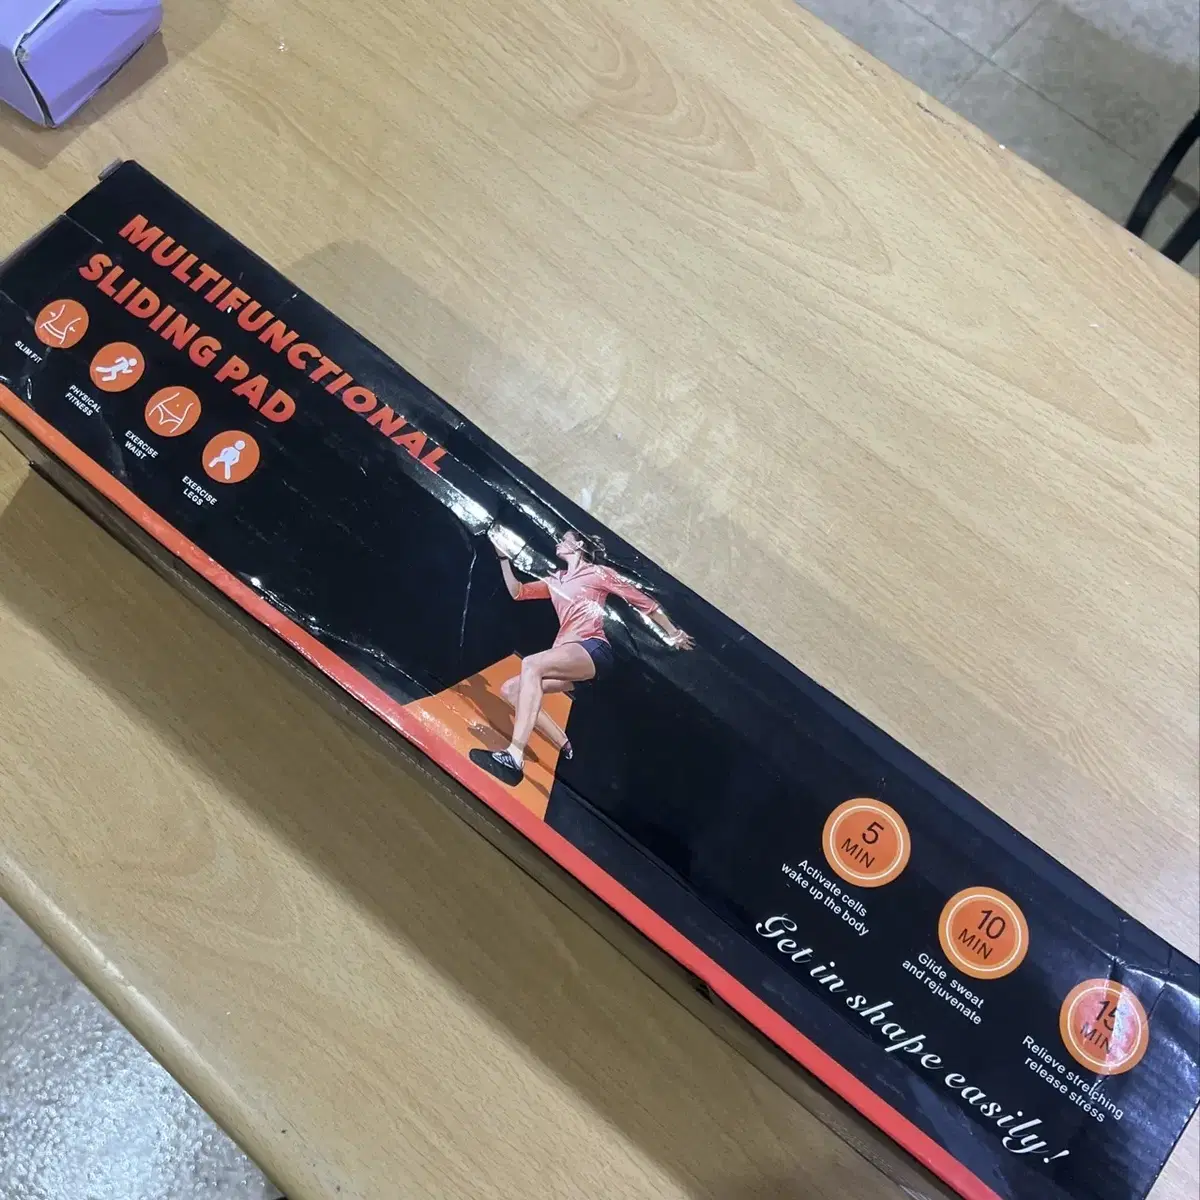 MULTIFUNCTIONAL
SLIDING PAD
SLIM FIT
PHYSICAL
FITNESS
EXERCISE
WAIST
EXERCISE
LEGS
5
MIN
Activate cells
wake up the body
10
MIN
Glide sweat
and rejuvenate
15
MIN
Relieve stretching
release stress
Get in shape easily!